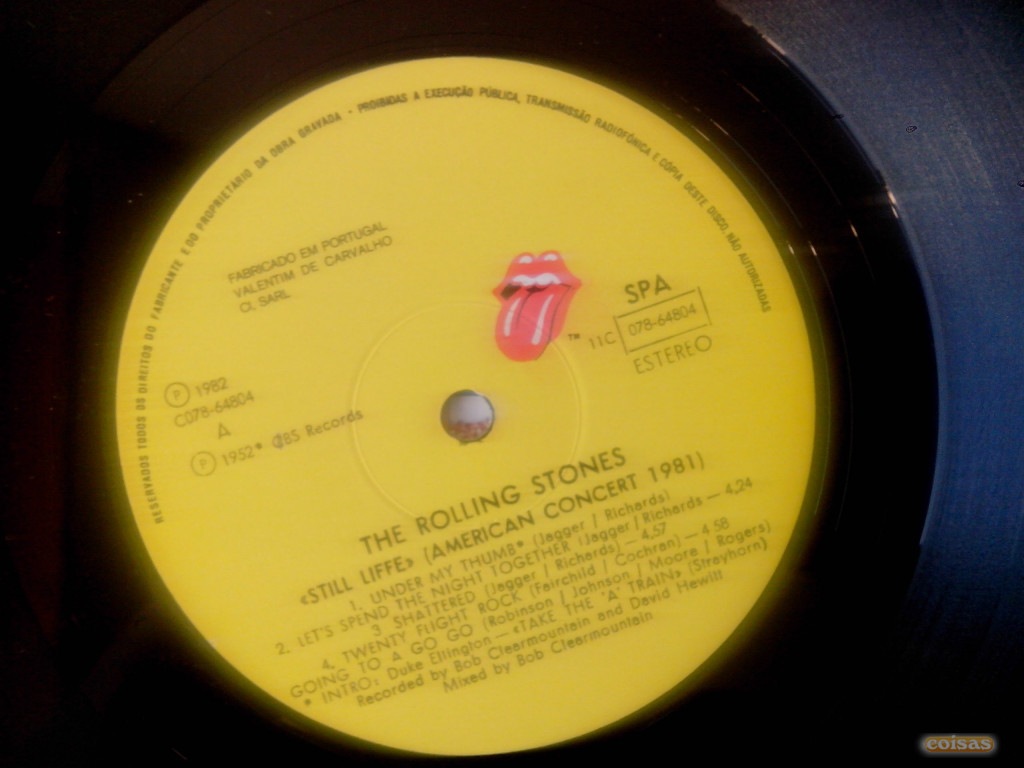 RESERVADOS TODOS OS DIREITOS DO FABRICANTE E DO PROPRIETÁRIO DA OBRA GRAVADA - PROIBIDAS A EXECUÇÃO PÚBLICA, TRANSMISSÃO RADIOFÓNICA E CÓPIA DESTE DISCO, NÃO AUTORIZADAS
FABRICADO EM PORTUGAL
VALENTIM DE CARVALHO
CI, SARL
SPA
11C 078-64804
ESTEREO
TM
Ⓟ 1982
C078-64804
A
Ⓟ 1952* CBS Records
THE ROLLING STONES
«STILL LIFFE» (AMERICAN CONCERT 1981)
1. UNDER MY THUMB* (Jagger / Richards)
2. LET'S SPEND THE NIGHT TOGETHER (Jagger / Richards — 4,24
3. SHATTERED (Jagger / Richards) — 4,57
4. TWENTY FLIGHT ROCK (Fairchild / Cochran) — 4 58
GOING TO A GO GO (Robinson / Johnson / Moore / Rogers)
* INTRO: Duke Ellington — «TAKE THE 'A' TRAIN» (Strayhorn)
Recorded by Bob Clearmountain and David Hewitt
Mixed by Bob Clearmountain
coisas